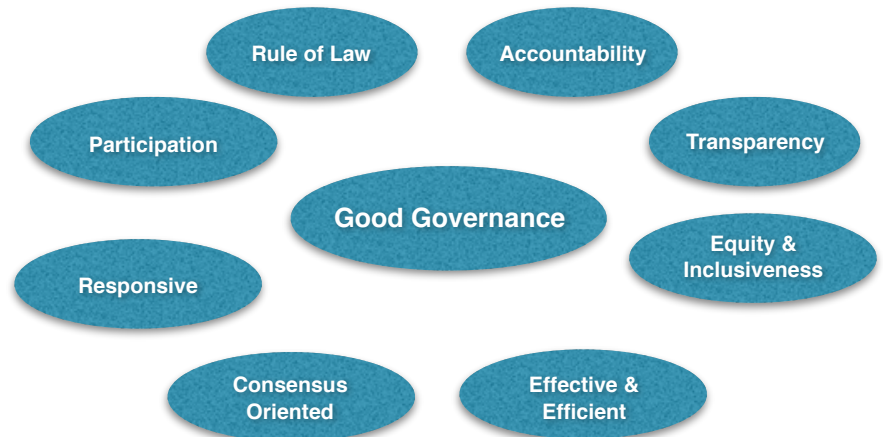 Rule of Law
Accountability
Participation
Transparency
Good Governance
Equity &
Inclusiveness
Responsive
Consensus
Oriented
Effective &
Efficient